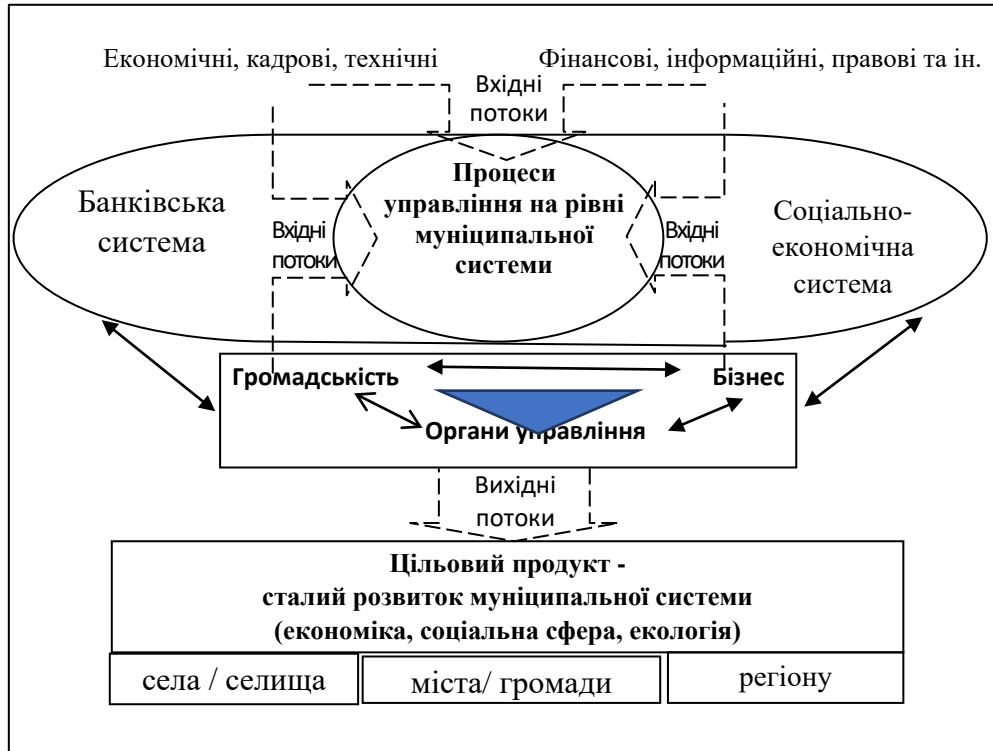 Економічні, кадрові, технічні
Фінансові, інформаційні, правові та ін.
Вхідні
потоки
Процеси
управління на рівні
муніципальної
системи
Банківська
система
Вхідні
потоки
Вхідні
потоки
Соціально-
економічна
система
Громадськість
Бізнес
Органи управління
Вихідні
потоки
Цільовий продукт -
сталий розвиток муніципальної системи
(економіка, соціальна сфера, екологія)
села / селища
міста/ громади
регіону